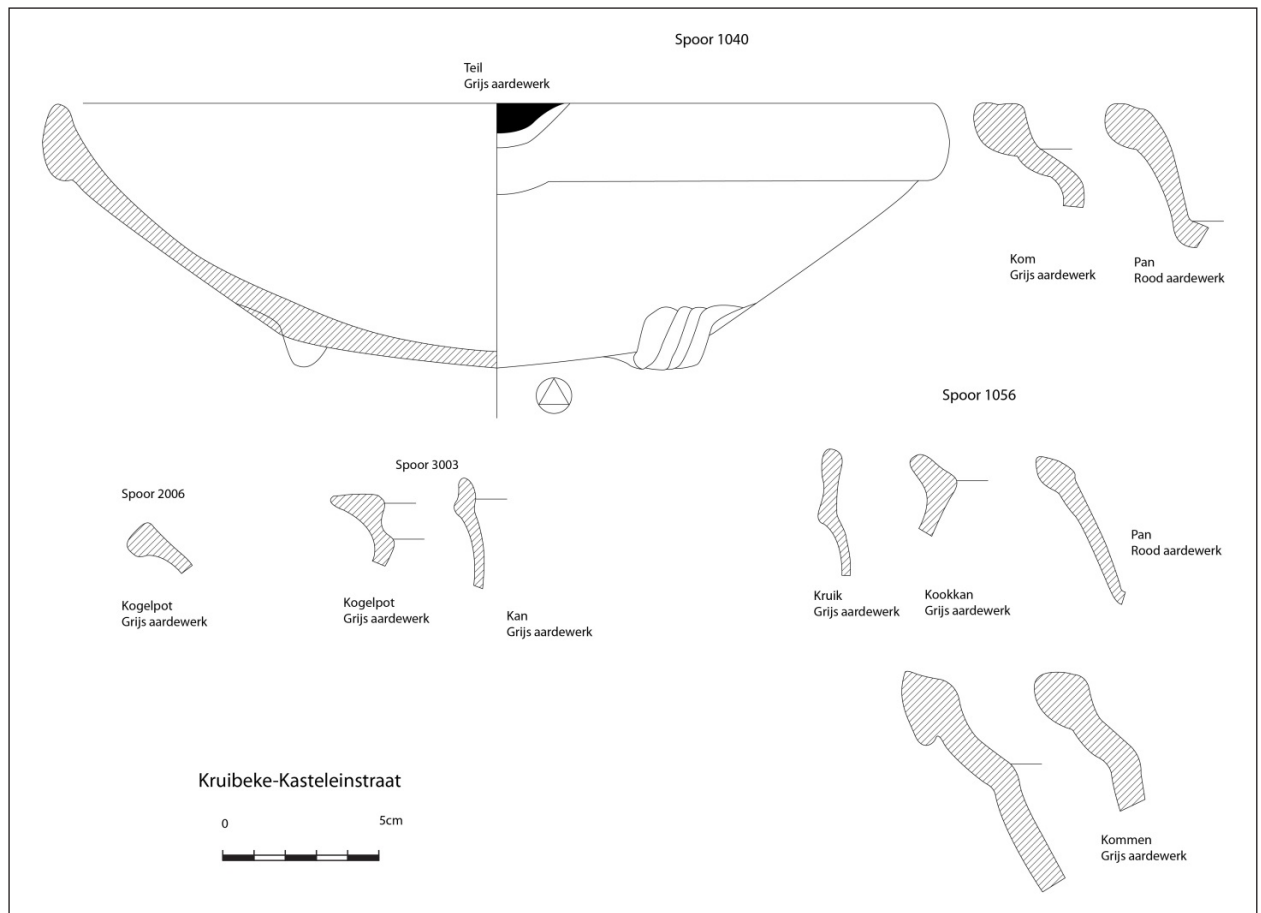 Spoor 1040
Teil
Grijs aardewerk
Kom
Grijs aardewerk
Pan
Rood aardewerk
Spoor 1056
Spoor 2006
Kogelpot
Grijs aardewerk
Spoor 3003
Kogelpot
Grijs aardewerk
Kan
Grijs aardewerk
Kruik
Grijs aardewerk
Kookkan
Grijs aardewerk
Pan
Rood aardewerk
Kommen
Grijs aardewerk
Kruibeke-Kasteleinstraat
0 5cm